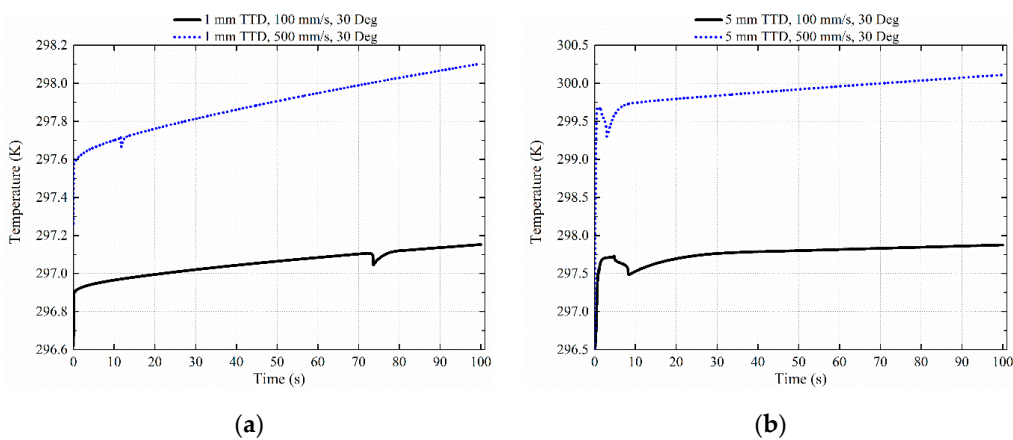 1 mm TTD, 100 mm/s, 30 Deg
1 mm TTD, 500 mm/s, 30 Deg
298.2
298.0
297.8
297.6
297.4
297.2
297.0
296.8
296.6
Temperature (K)
0 10 20 30 40 50 60 70 80 90 100
Time (s)
(a)
5 mm TTD, 100 mm/s, 30 Deg
5 mm TTD, 500 mm/s, 30 Deg
300.5
300.0
299.5
299.0
298.5
298.0
297.5
297.0
296.5
Temperature (K)
0 10 20 30 40 50 60 70 80 90 100
Time (s)
(b)